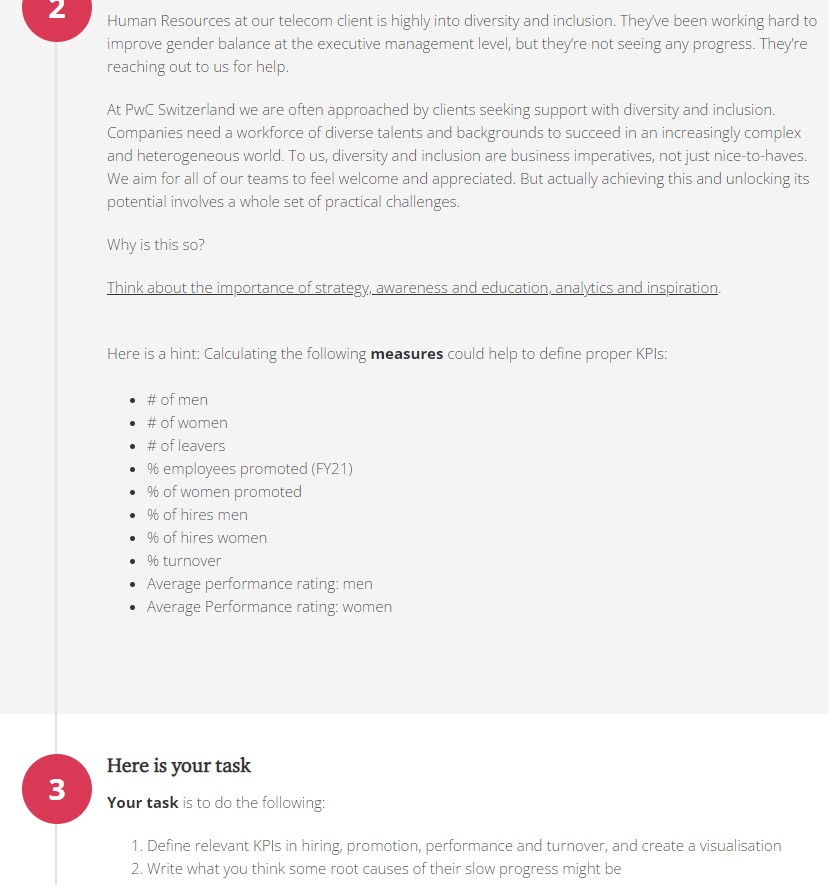 2
Human Resources at our telecom client is highly into diversity and inclusion. They’ve been working hard to
improve gender balance at the executive management level, but they’re not seeing any progress. They’re
reaching out to us for help.
At PwC Switzerland we are often approached by clients seeking support with diversity and inclusion.
Companies need a workforce of diverse talents and backgrounds to succeed in an increasingly complex
and heterogeneous world. To us, diversity and inclusion are business imperatives, not just nice-to-haves.
We aim for all of our teams to feel welcome and appreciated. But actually achieving this and unlocking its
potential involves a whole set of practical challenges.
Why is this so?
Think about the importance of strategy, awareness and education, analytics and inspiration.
Here is a hint: Calculating the following measures could help to define proper KPIs:
• # of men
• # of women
• # of leavers
• % employees promoted (FY21)
• % of women promoted
• % of hires men
• % of hires women
• % turnover
• Average performance rating: men
• Average Performance rating: women
3
Here is your task
Your task is to do the following:
1. Define relevant KPIs in hiring, promotion, performance and turnover, and create a visualisation
2. Write what you think some root causes of their slow progress might be